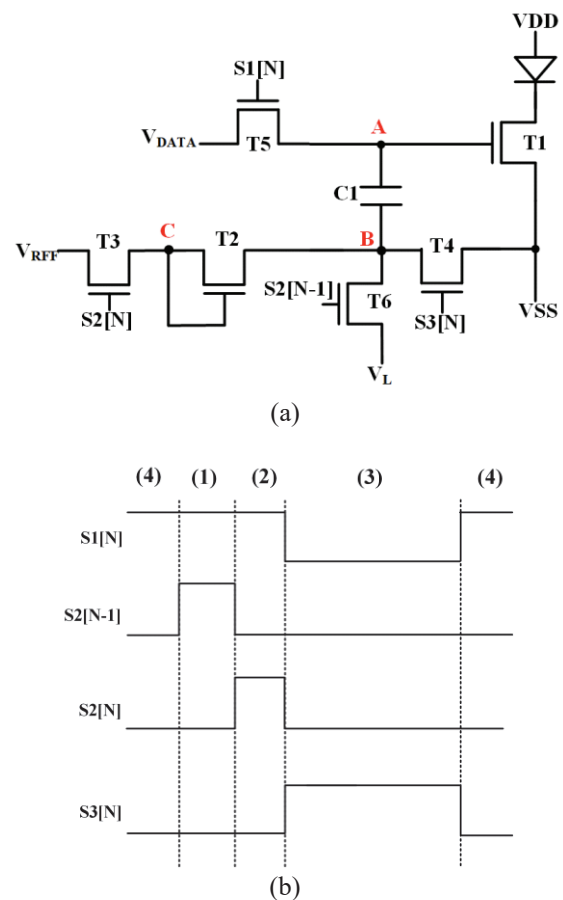 VDD
S1[N]
T1
A
VDATA
T5
C1
C
B
T3
T2
T4
VRFF
S2[N-1]
T6
S2[N]
S3[N]
VSS
VL
(a)
(4) (1) (2) (3) (4)
S1[N]
S2[N-1]
S2[N]
S3[N]
(b)